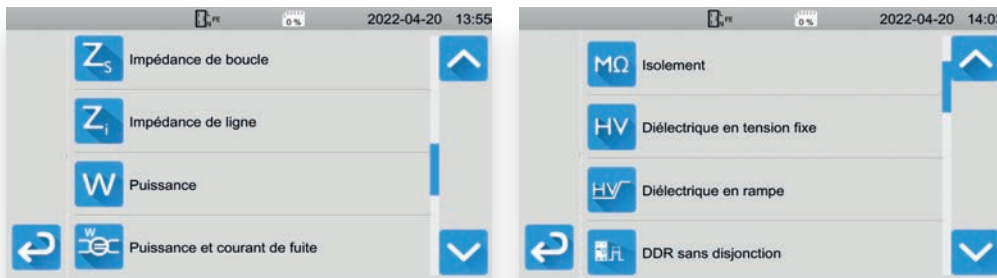 PE 0 % 2022-04-20 13:55
Zs Impédance de boucle
Zi Impédance de ligne
W Puissance
W Puissance et courant de fuite
PE 0 % 2022-04-20 14:03
MΩ Isolement
HV Diélectrique en tension fixe
HV Diélectrique en rampe
DDR sans disjonction